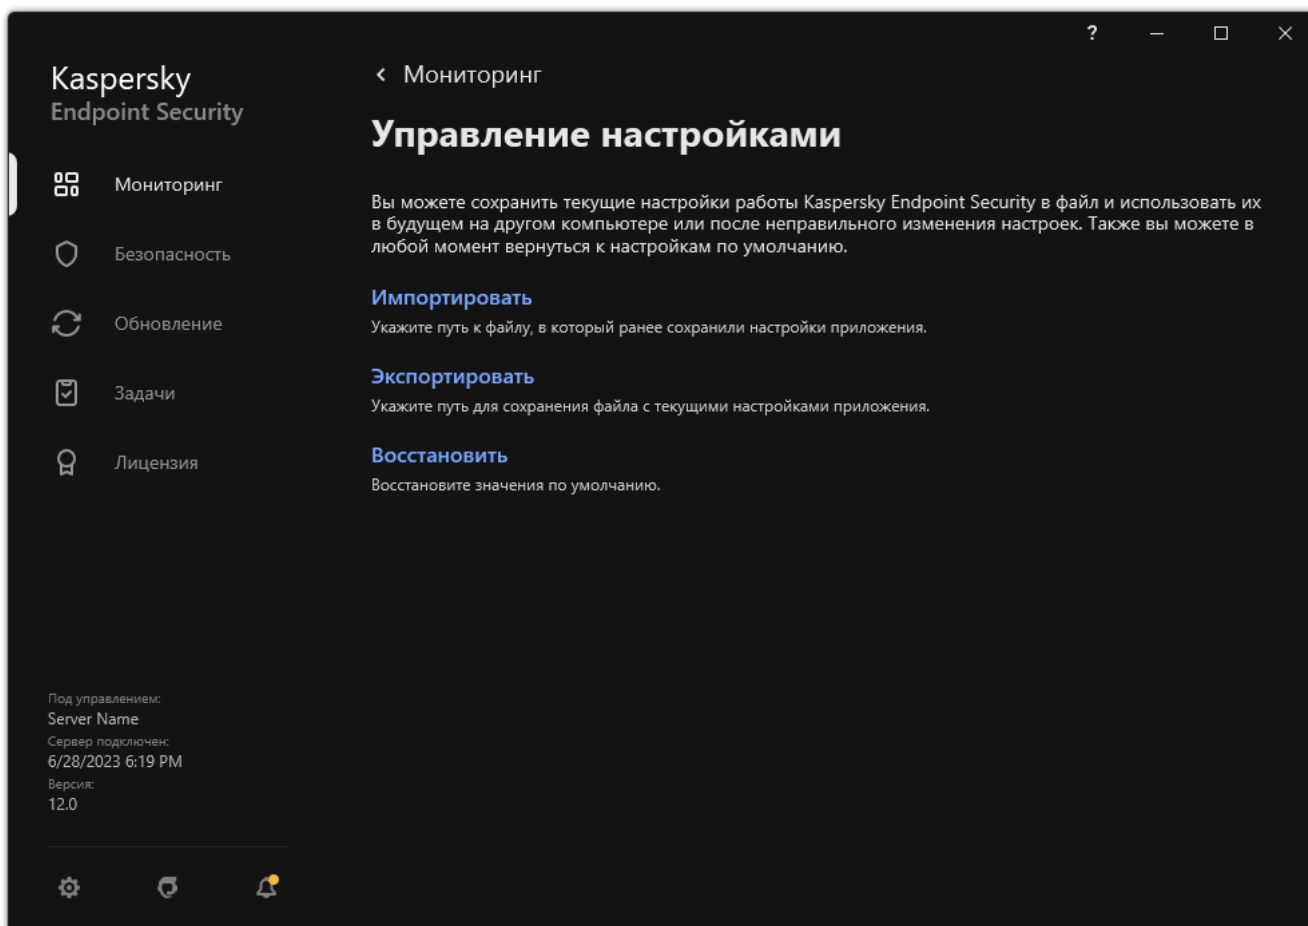 ?
Kaspersky
Endpoint Security
Мониторинг
Безопасность
Обновление
Задачи
Лицензия
Под управлением:
Server Name
Сервер подключен:
6/28/2023 6:19 PM
Версия:
12.0
Мониторинг
Управление настройками
Вы можете сохранить текущие настройки работы Kaspersky Endpoint Security в файл и использовать их
в будущем на другом компьютере или после неправильного изменения настроек. Также вы можете в
любой момент вернуться к настройкам по умолчанию.
Импортировать
Укажите путь к файлу, в который ранее сохранили настройки приложения.
Экспортировать
Укажите путь для сохранения файла с текущими настройками приложения.
Восстановить
Восстановите значения по умолчанию.